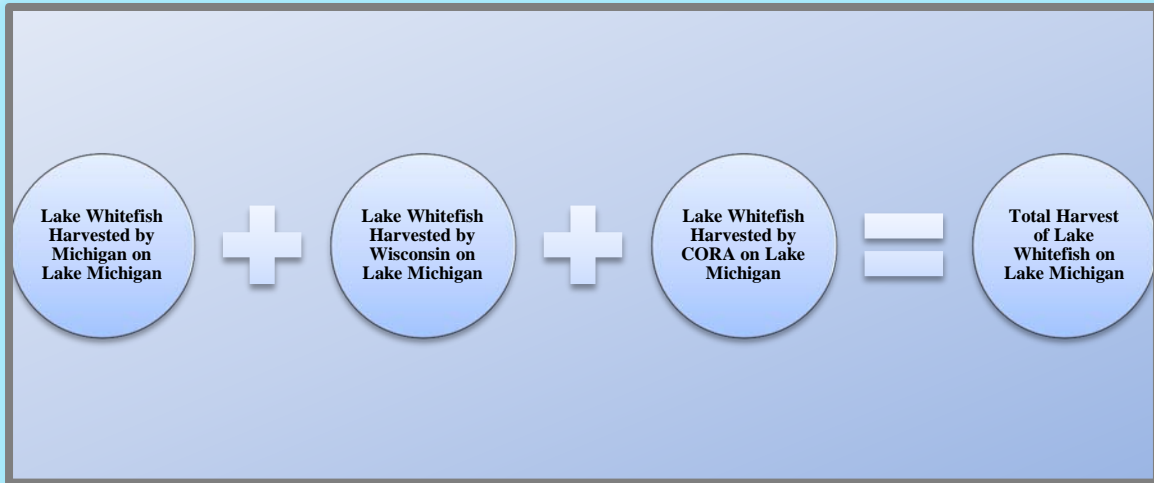 Lake Whitefish
Harvested by
Michigan on
Lake Michigan
Lake Whitefish
Harvested by
Wisconsin on
Lake Michigan
Lake Whitefish
Harvested by
CORA on Lake
Michigan
Total Harvest
of Lake
Whitefish on
Lake Michigan